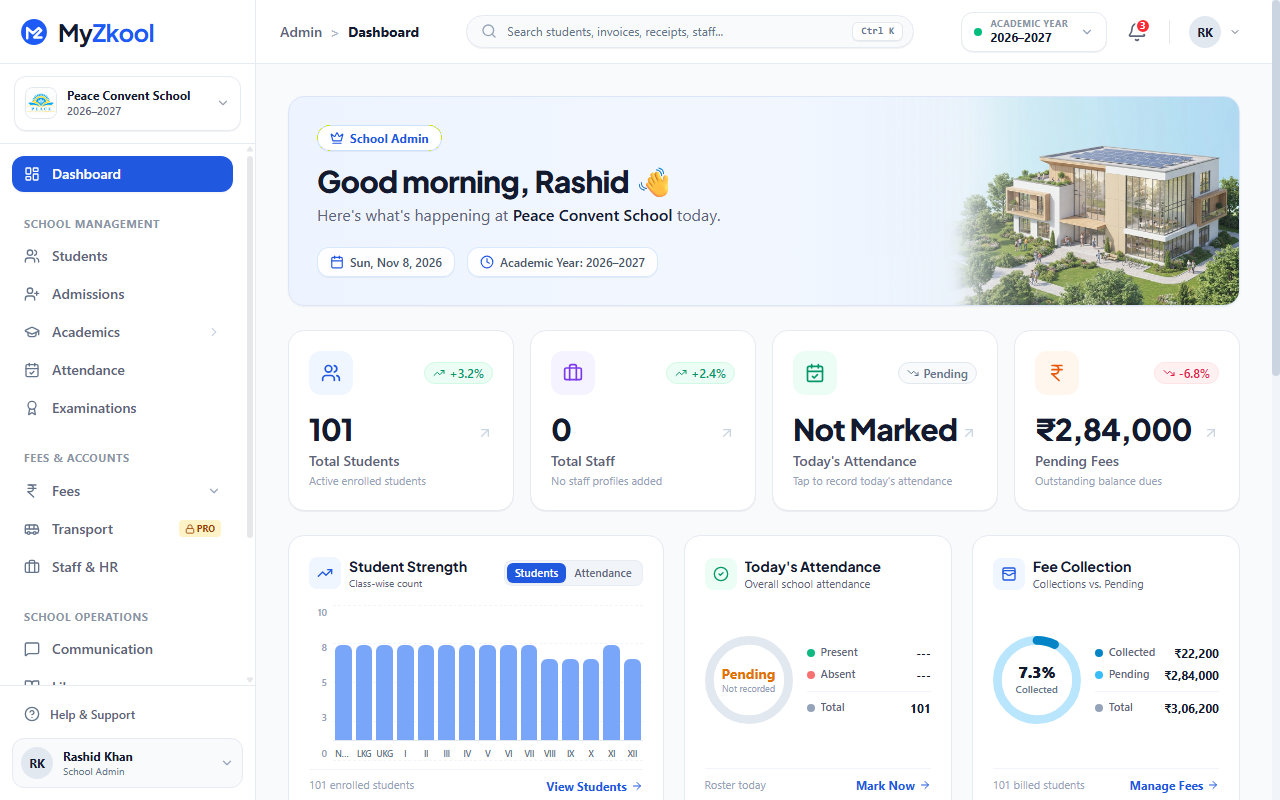 MyZkool
Admin > Dashboard
Search students, invoices, receipts, staff...
Ctrl K
ACADEMIC YEAR
2026–2027
3
RK
Peace Convent School
2026–2027
Dashboard
SCHOOL MANAGEMENT
Students
Admissions
Academics
Attendance
Examinations
FEES & ACCOUNTS
Fees
Transport
PRO
Staff & HR
SCHOOL OPERATIONS
Communication
Help & Support
RK
Rashid Khan
School Admin
School Admin
Good morning, Rashid 👋
Here's what's happening at Peace Convent School today.
Sun, Nov 8, 2026
Academic Year: 2026–2027
+3.2%
101
Total Students
Active enrolled students
+2.4%
0
Total Staff
No staff profiles added
Pending
Not Marked
Today's Attendance
Tap to record today's attendance
-6.8%
₹2,84,000
Pending Fees
Outstanding balance dues
Student Strength
Class-wise count
Students
Attendance
10
8
5
3
0
N... LKG UKG I II III IV V VI VII VIII IX X XI XII
101 enrolled students
View Students
Today's Attendance
Overall school attendance
Pending
Not recorded
Present ---
Absent ---
Total 101
Roster today
Mark Now
Fee Collection
Collections vs. Pending
7.3%
Collected
Collected ₹22,200
Pending ₹2,84,000
Total ₹3,06,200
101 billed students
Manage Fees